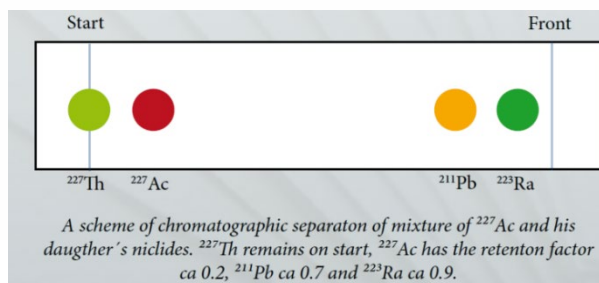 Start Front
²²⁷Th ²²⁷Ac ²¹¹Pb ²²³Ra
A scheme of chromatographic separaton of mixture of ²²⁷Ac and his
daugther´s niclides. ²²⁷Th remains on start, ²²⁷Ac has the retenton factor
ca 0.2, ²¹¹Pb ca 0.7 and ²²³Ra ca 0.9.